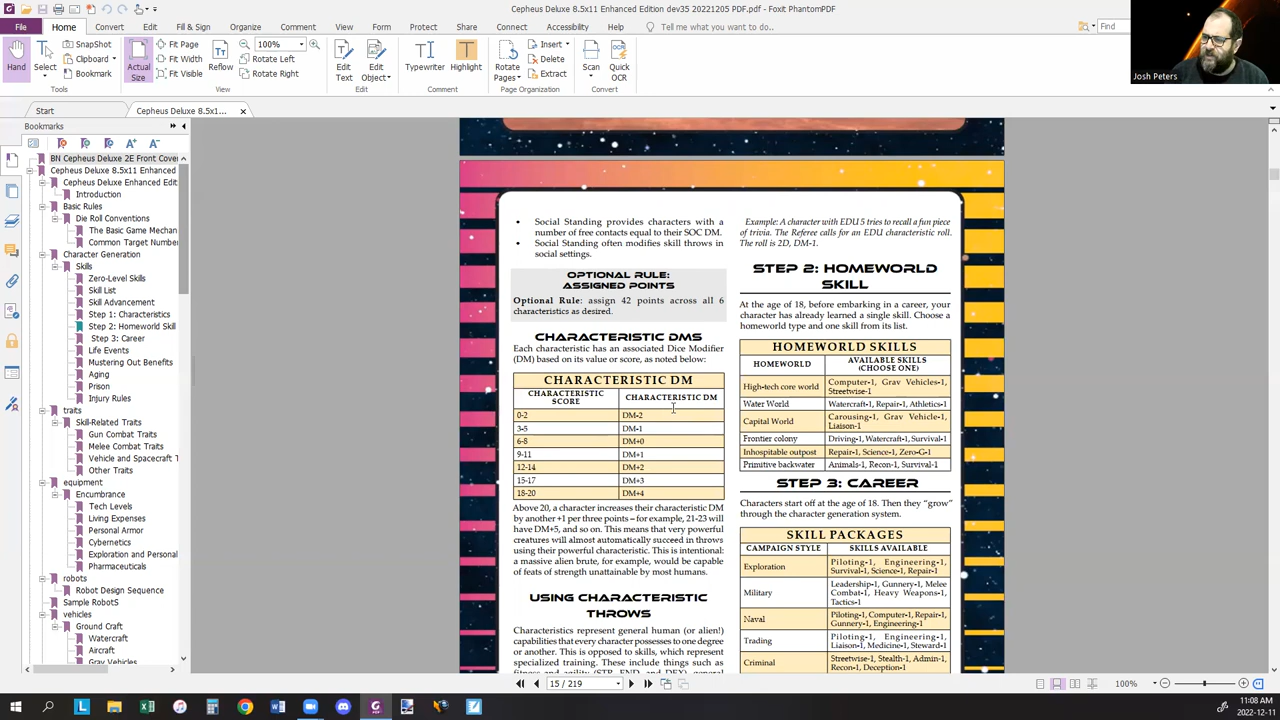 Cepheus Deluxe 8.5x11 Enhanced Edition dev35 20221205 PDF.pdf - Foxit PhantomPDF
File
Home
Convert
Fill & Sign
Organize
View
Form
Protect
Share
Connect
Accessibility
Help
Tell me what you want to do...
Find
Hand
Select
SnapShot
Clipboard
Bookmark
Tools
Actual
Size
Fit Page
Fit Width
Fit Visible
Reflow
100%
Rotate Left
Rotate Right
View
Edit
Text
Edit
Object
Edit
Typewriter
Highlight
Comment
Rotate
Pages
Insert
Delete
Extract
Page Organization
Scan
Quick
OCR
Convert
Josh Peters
Start
Cepheus Deluxe 8.5x1...
Bookmarks
BN Cepheus Deluxe 2E Front Cover
Cepheus Deluxe 8.5x11 Enhanced
Cepheus Deluxe Enhanced Edit
Introduction
Basic Rules
Die Roll Conventions
The Basic Game Mechan
Common Target Number
Character Generation
Skills
Zero-Level Skills
Skill List
Skill Advancement
Step 1: Characteristics
Step 2: Homeworld Skill
Step 3: Career
Life Events
Mustering Out Benefits
Aging
Prison
Injury Rules
traits
Skill-Related Traits
Gun Combat Traits
Melee Combat Traits
Vehicle and Spacecraft T
Other Traits
equipment
Encumbrance
Tech Levels
Living Expenses
Personal Armor
Cybernetics
Exploration and Personal
Pharmaceuticals
robots
Robot Design Sequence
Sample RobotS
vehicles
Ground Craft
Watercraft
Aircraft
Grav Vehicles
• Social Standing provides characters with a
number of free contacts equal to their SOC DM.
• Social Standing often modifies skill throws in
social settings.
OPTIONAL RULE:
ASSIGNED POINTS
Optional Rule: assign 42 points across all 6
characteristics as desired.
CHARACTERISTIC DMS
Each characteristic has an associated Dice Modifier
(DM) based on its value or score, as noted below:
CHARACTERISTIC DM
CHARACTERISTIC
SCORE
CHARACTERISTIC DM
0-2 DM-2
3-5 DM-1
6-8 DM+0
9-11 DM+1
12-14 DM+2
15-17 DM+3
18-20 DM+4
Above 20, a character increases their characteristic DM
by another +1 per three points – for example, 21-23 will
have DM+5, and so on. This means that very powerful
creatures will almost automatically succeed in throws
using their powerful characteristic. This is intentional:
a massive alien brute, for example, would be capable
of feats of strength unattainable by most humans.
USING CHARACTERISTIC
THROWS
Characteristics represent general human (or alien!)
capabilities that every character possesses to one degree
or another. This is opposed to skills, which represent
specialized training. These include things such as
fitness and agility (STR, END, and DEX), general
Example: A character with EDU 5 tries to recall a fun piece
of trivia. The Referee calls for an EDU characteristic roll.
The roll is 2D, DM-1.
STEP 2: HOMEWORLD
SKILL
At the age of 18, before embarking in a career, your
character has already learned a single skill. Choose a
homeworld type and one skill from its list.
HOMEWORLD SKILLS
HOMEWORLD
AVAILABLE SKILLS
(CHOOSE ONE)
High-tech core world Computer-1, Grav Vehicles-1,
Streetwise-1
Water World Watercraft-1, Repair-1, Athletics-1
Capital World Carousing-1, Grav Vehicle-1,
Liaison-1
Frontier colony Driving-1, Watercraft-1, Survival-1
Inhospitable outpost Repair-1, Science-1, Zero-G-1
Primitive backwater Animals-1, Recon-1, Survival-1
STEP 3: CAREER
Characters start off at the age of 18. Then they “grow”
through the character generation system.
SKILL PACKAGES
CAMPAIGN STYLE SKILLS AVAILABLE
Exploration Piloting-1, Engineering-1,
Survival-1, Science-1, Repair-1
Military Leadership-1, Gunnery-1, Melee
Combat-1, Heavy Weapons-1,
Tactics-1
Naval Piloting-1, Computer-1, Repair-1,
Gunnery-1, Engineering-1
Trading Piloting-1, Engineering-1,
Liaison-1, Medicine-1, Steward-1
Criminal Streetwise-1, Stealth-1, Admin-1,
Recon-1, Deception-1
15 / 219
100%
11:08 AM
2022-12-11